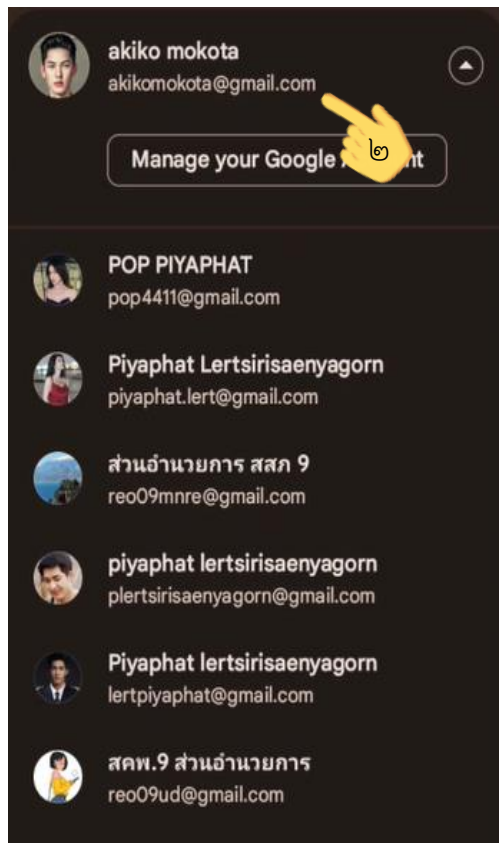 akiko mokota
akikomokota@gmail.com
Manage your Google nt
๒
POP PIYAPHAT
pop4411@gmail.com
Piyaphat Lertsirisaenyagorn
piyaphat.lert@gmail.com
ส่วนอำนวยการ สสภ 9
reo09mnre@gmail.com
piyaphat lertsirisaenyagorn
plertsirisaenyagorn@gmail.com
Piyaphat lertsirisaenyagorn
lertpiyaphat@gmail.com
สคพ.9 ส่วนอำนวยการ
reo09ud@gmail.com